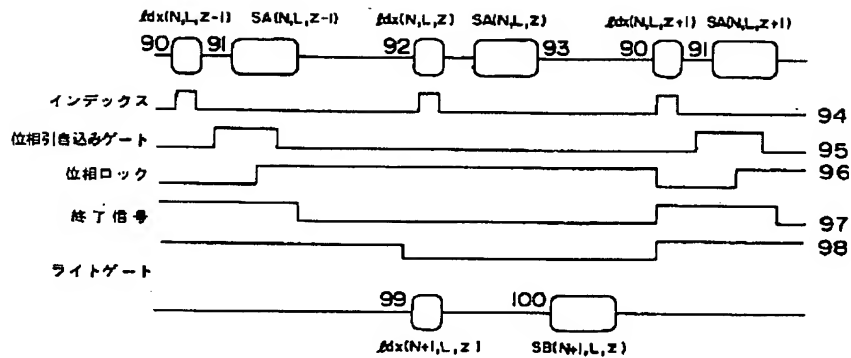 ℓdx(N,L,Z-1) SA(N,L,Z-1) ℓdx(N,L,Z) SA(N,L,Z) ℓdx(N,L,Z+1) SA(N,L,Z+1)
90 91 92 93 90 91
インデックス 94
位相引き込みゲート 95
位相ロック 96
終了信号 97
98
ライトゲート
99 100
ℓdx(N+1,L,Z) SB(N+1,L,Z)